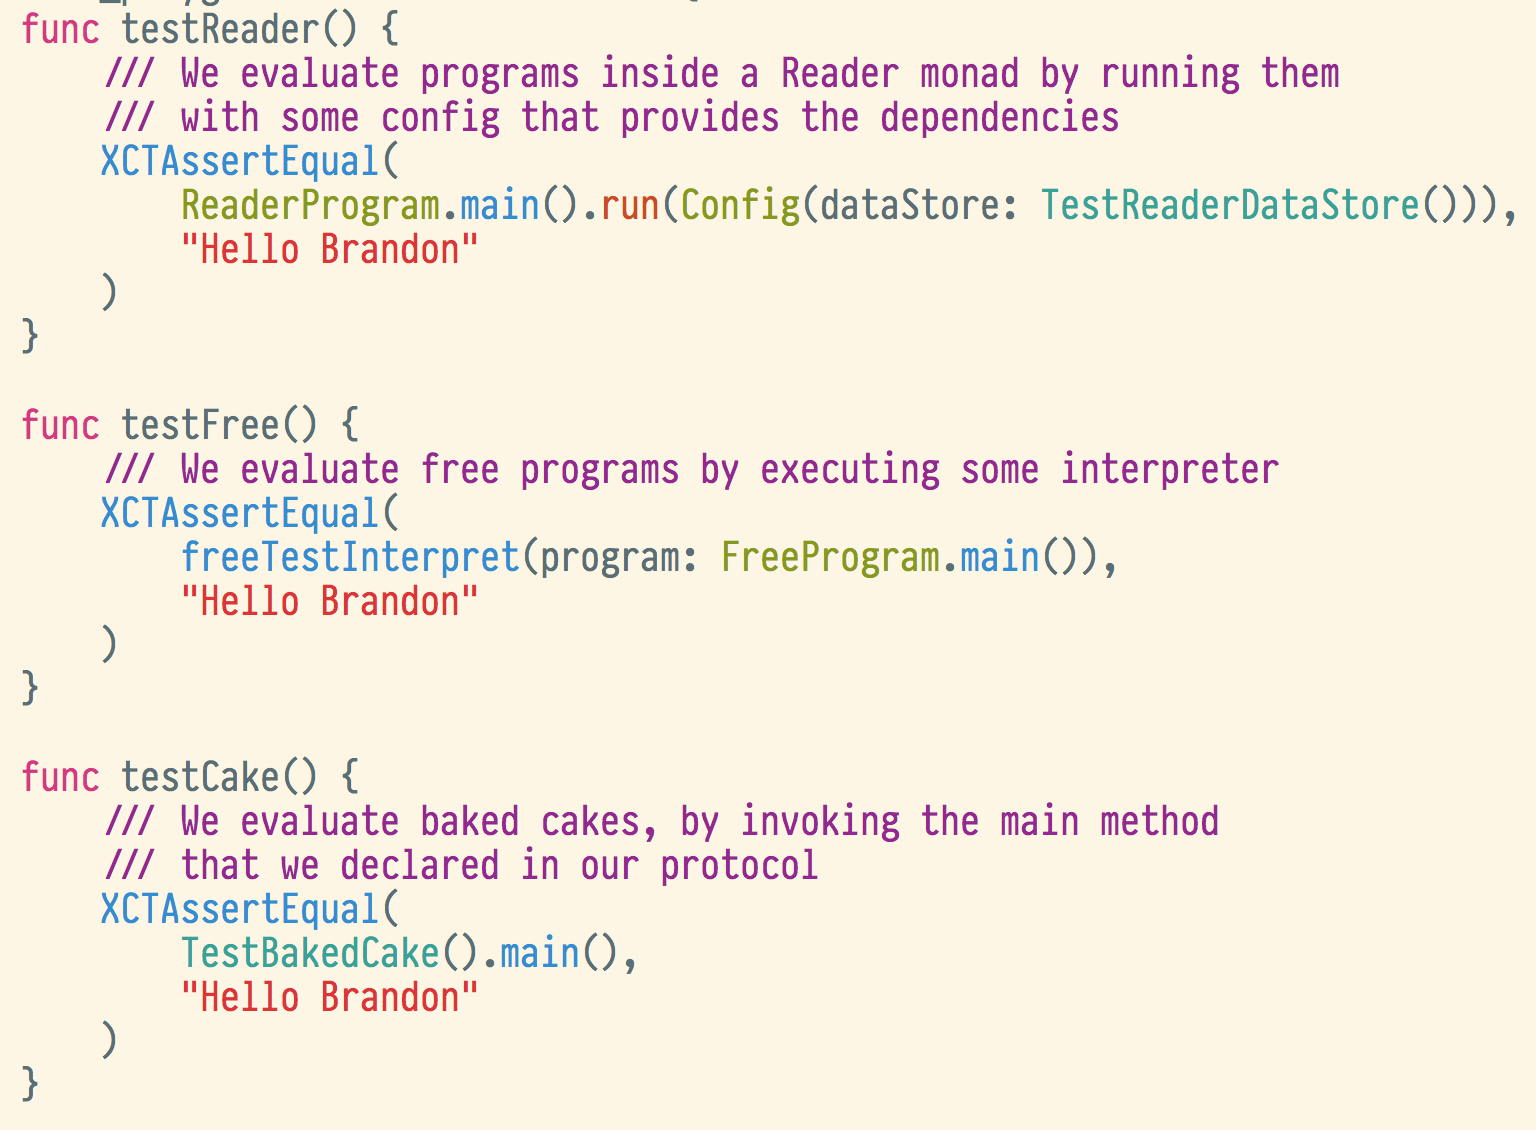 func testReader() {
    /// We evaluate programs inside a Reader monad by running them
    /// with some config that provides the dependencies
    XCTAssertEqual(
        ReaderProgram.main().run(Config(dataStore: TestReaderDataStore())),
        "Hello Brandon"
    )
}

func testFree() {
    /// We evaluate free programs by executing some interpreter
    XCTAssertEqual(
        freeTestInterpret(program: FreeProgram.main()),
        "Hello Brandon"
    )
}

func testCake() {
    /// We evaluate baked cakes, by invoking the main method
    /// that we declared in our protocol
    XCTAssertEqual(
        TestBakedCake().main(),
        "Hello Brandon"
    )
}